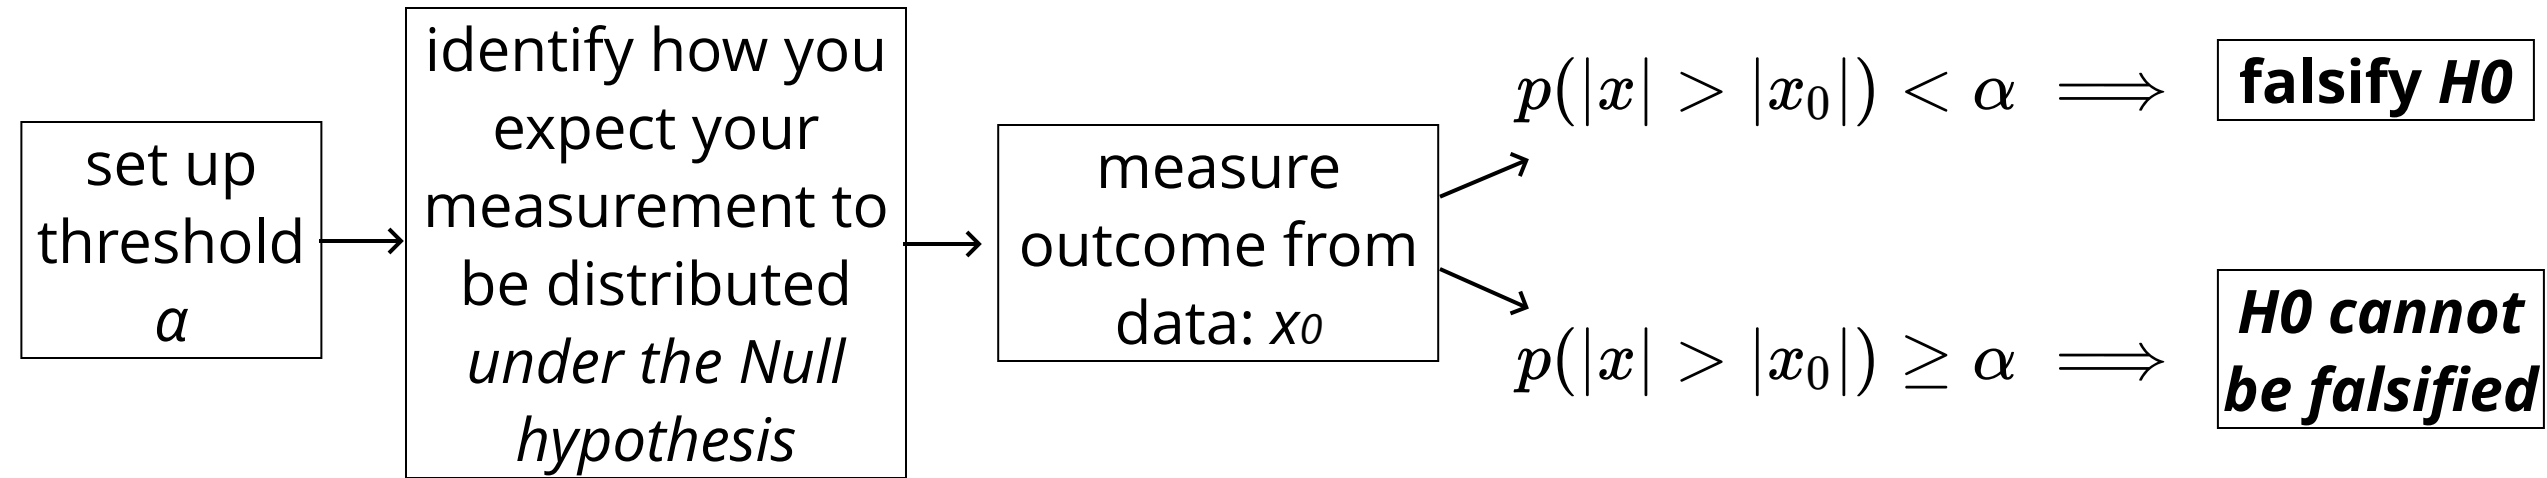 set up
threshold
α
identify how you
expect your
measurement to
be distributed
under the Null
hypothesis
measure
outcome from
data: x₀
p(|x| > |x₀|) < α ⟹
falsify H0
p(|x| > |x₀|) ≥ α ⟹
H0 cannot
be falsified